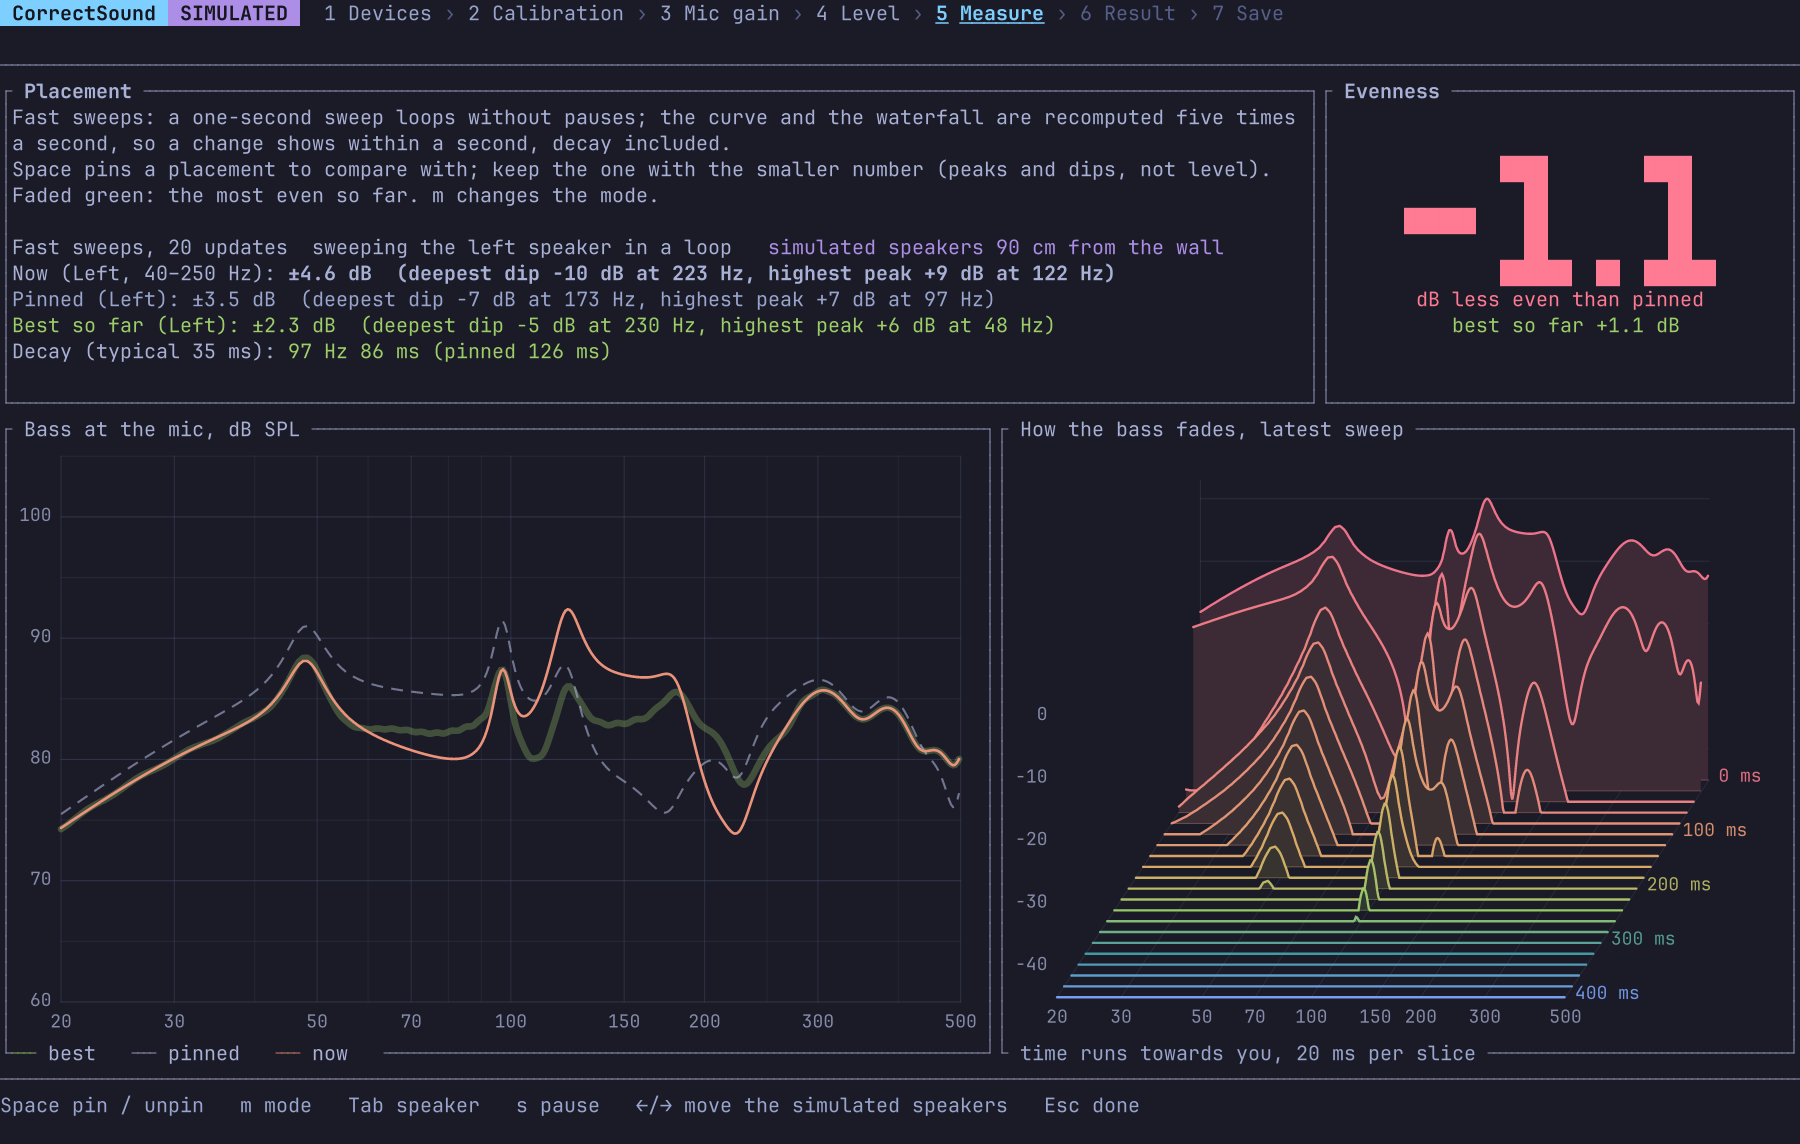 CorrectSound SIMULATED 1 Devices › 2 Calibration › 3 Mic gain › 4 Level › 5 Measure › 6 Result › 7 Save
Placement
Fast sweeps: a one-second sweep loops without pauses; the curve and the waterfall are recomputed five times
a second, so a change shows within a second, decay included.
Space pins a placement to compare with; keep the one with the smaller number (peaks and dips, not level).
Faded green: the most even so far. m changes the mode.
Fast sweeps, 20 updates sweeping the left speaker in a loop simulated speakers 90 cm from the wall
Now (Left, 40–250 Hz): ±4.6 dB (deepest dip -10 dB at 223 Hz, highest peak +9 dB at 122 Hz)
Pinned (Left): ±3.5 dB (deepest dip -7 dB at 173 Hz, highest peak +7 dB at 97 Hz)
Best so far (Left): ±2.3 dB (deepest dip -5 dB at 230 Hz, highest peak +6 dB at 48 Hz)
Decay (typical 35 ms): 97 Hz 86 ms (pinned 126 ms)
Evenness
-1.1
dB less even than pinned
best so far +1.1 dB
Bass at the mic, dB SPL
100
90
80
70
60
20 30 50 70 100 150 200 300 500
best pinned now
How the bass fades, latest sweep
0
-10
-20
-30
-40
0 ms
100 ms
200 ms
300 ms
400 ms
20 30 50 70 100 150 200 300 500
time runs towards you, 20 ms per slice
Space pin / unpin m mode Tab speaker s pause ←/→ move the simulated speakers Esc done